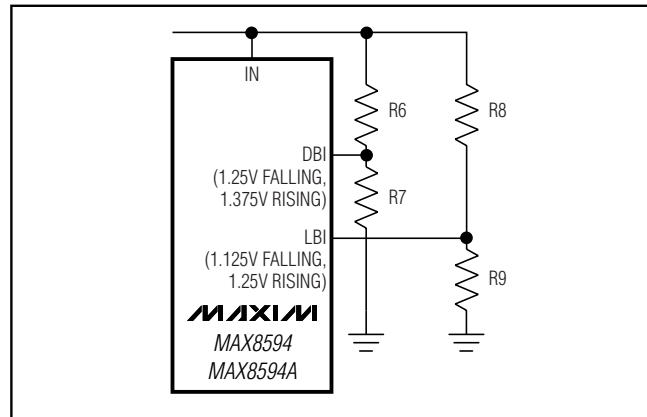 IN
R6
R8
DBI
(1.25V FALLING,
1.375V RISING)
R7
LBI
(1.125V FALLING,
1.25V RISING)
R9
MAXIM
MAX8594
MAX8594A